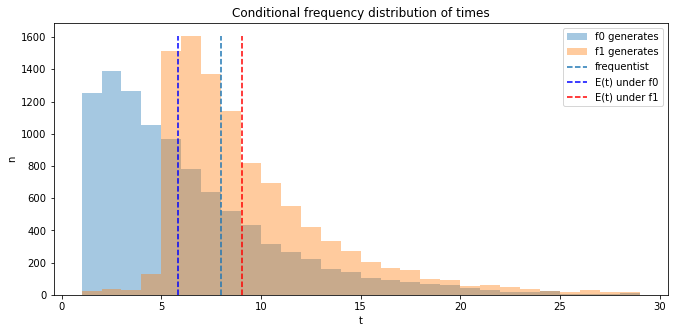 Conditional frequency distribution of times
f0 generates
f1 generates
frequentist
E(t) under f0
E(t) under f1
n
1600
1400
1200
1000
800
600
400
200
0
0 5 10 15 20 25 30
t